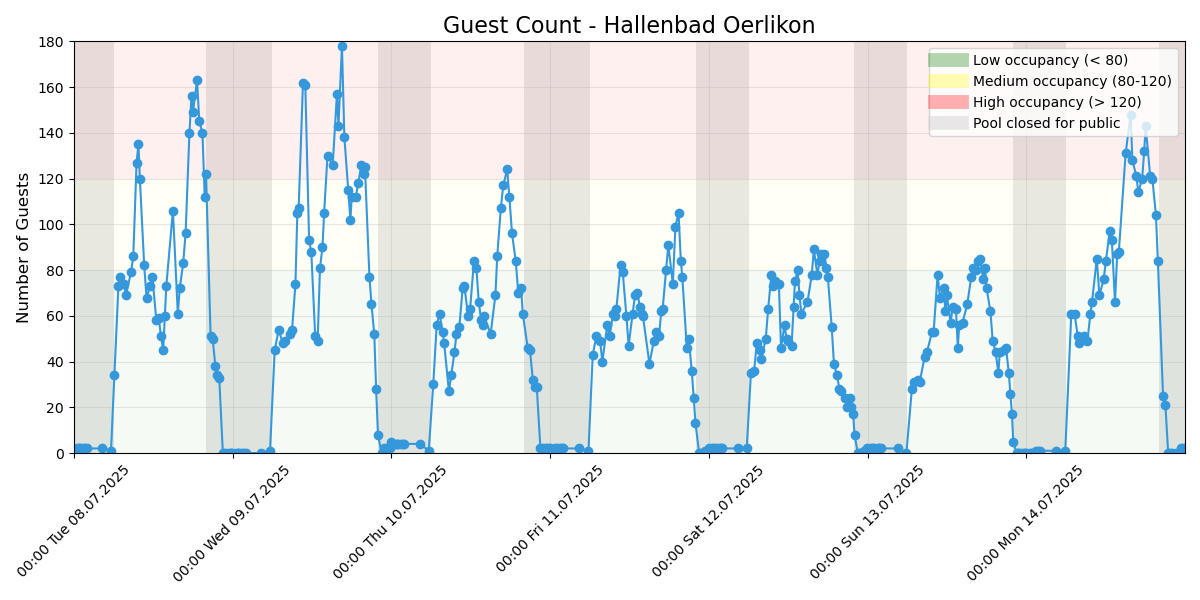 Guest Count - Hallenbad Oerlikon
Number of Guests
180
160
140
120
100
80
60
40
20
0
Low occupancy (< 80)
Medium occupancy (80-120)
High occupancy (> 120)
Pool closed for public
00:00 Tue 08.07.2025
00:00 Wed 09.07.2025
00:00 Thu 10.07.2025
00:00 Fri 11.07.2025
00:00 Sat 12.07.2025
00:00 Sun 13.07.2025
00:00 Mon 14.07.2025